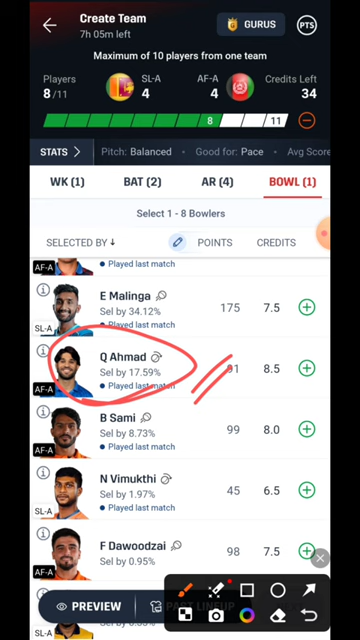 Create Team
7h 05m left
GURUS
PTS
Maximum of 10 players from one team
Players
8/11
SL-A
4
AF-A
4
Credits Left
34
8
11
STATS
Pitch: Balanced • Good for: Pace • Avg Score
WK (1)
BAT (2)
AR (4)
BOWL (1)
Select 1 - 8 Bowlers
SELECTED BY ↓
POINTS
CREDITS
AF-A
Played last match
E Malinga
Sel by 34.12%
SL-A
175
7.5
Q Ahmad
Sel by 17.59%
Played last match
AF-A
91
8.5
B Sami
Sel by 8.73%
Played last match
AF-A
99
8.0
N Vimukthi
Sel by 1.97%
Played last match
SL-A
45
6.5
F Dawoodzai
Sel by 0.95%
AF-A
98
7.5
PREVIEW
PAST LINEUP